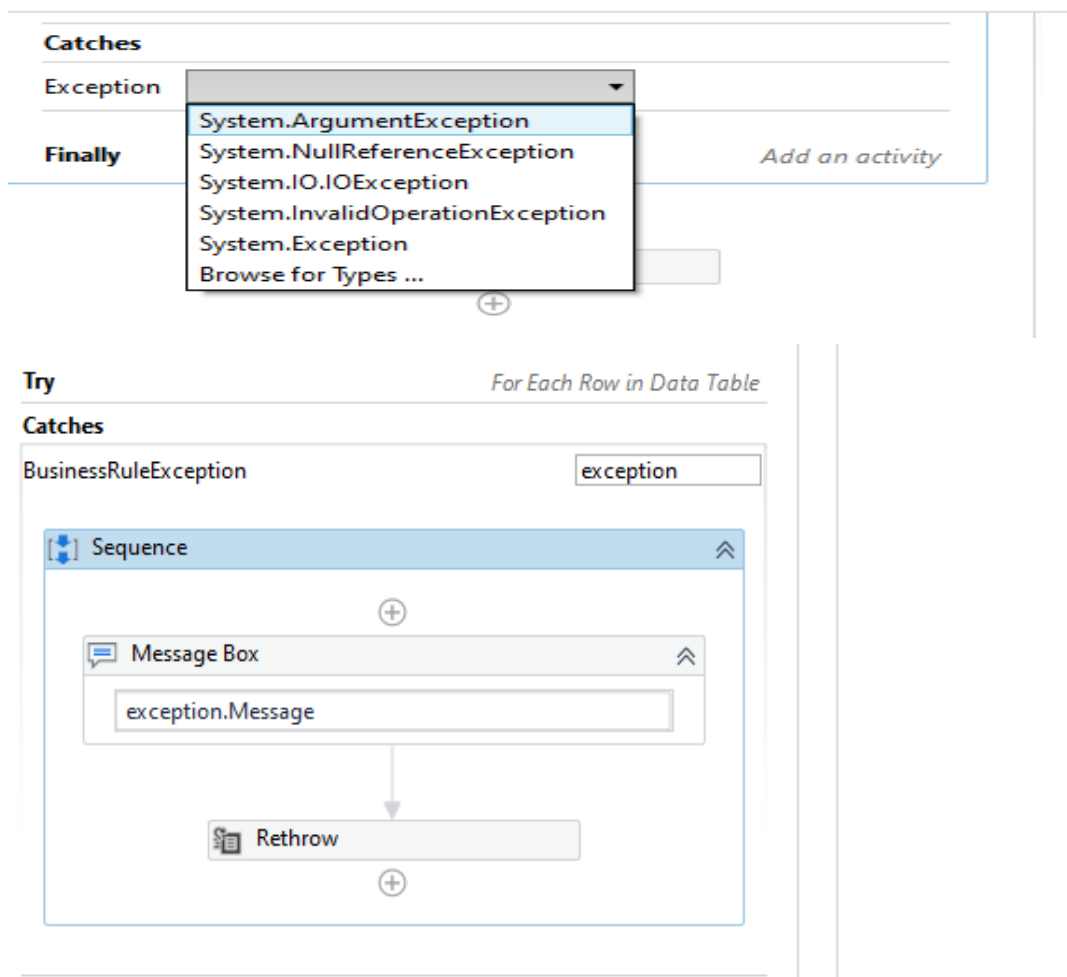 Catches
Exception
System.ArgumentException
System.NullReferenceException
Finally
Add an activity
System.IO.IOException
System.InvalidOperationException
System.Exception
Browse for Types ...
Try
For Each Row in Data Table
Catches
BusinessRuleException
exception
Sequence
Message Box
exception.Message
Rethrow